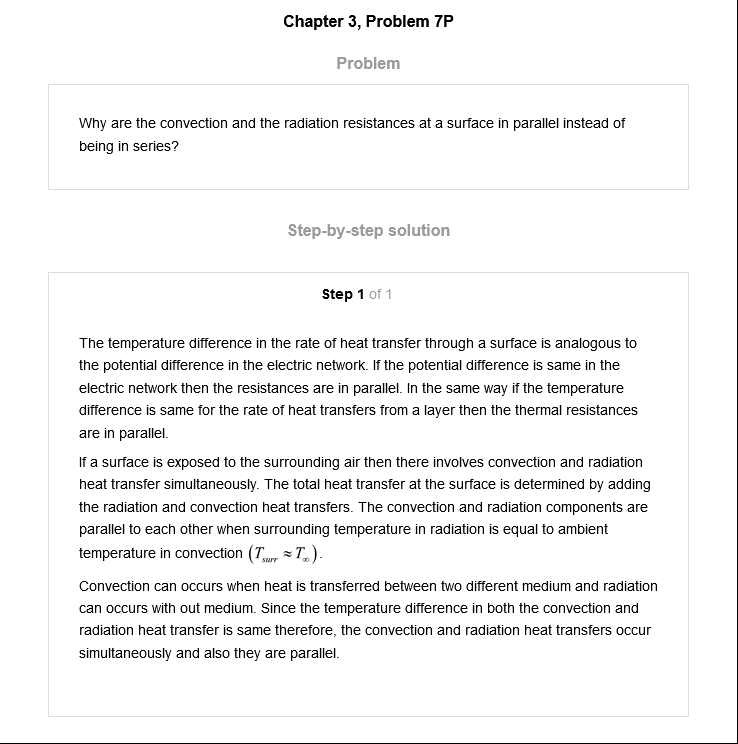 Chapter 3, Problem 7P
Problem
Why are the convection and the radiation resistances at a surface in parallel instead of
being in series?
Step-by-step solution
Step 1 of 1
The temperature difference in the rate of heat transfer through a surface is analogous to
the potential difference in the electric network. If the potential difference is same in the
electric network then the resistances are in parallel. In the same way if the temperature
difference is same for the rate of heat transfers from a layer then the thermal resistances
are in parallel.
If a surface is exposed to the surrounding air then there involves convection and radiation
heat transfer simultaneously. The total heat transfer at the surface is determined by adding
the radiation and convection heat transfers. The convection and radiation components are
parallel to each other when surrounding temperature in radiation is equal to ambient
temperature in convection (T_surr ≈ T_∞).
Convection can occurs when heat is transferred between two different medium and radiation
can occurs with out medium. Since the temperature difference in both the convection and
radiation heat transfer is same therefore, the convection and radiation heat transfers occur
simultaneously and also they are parallel.